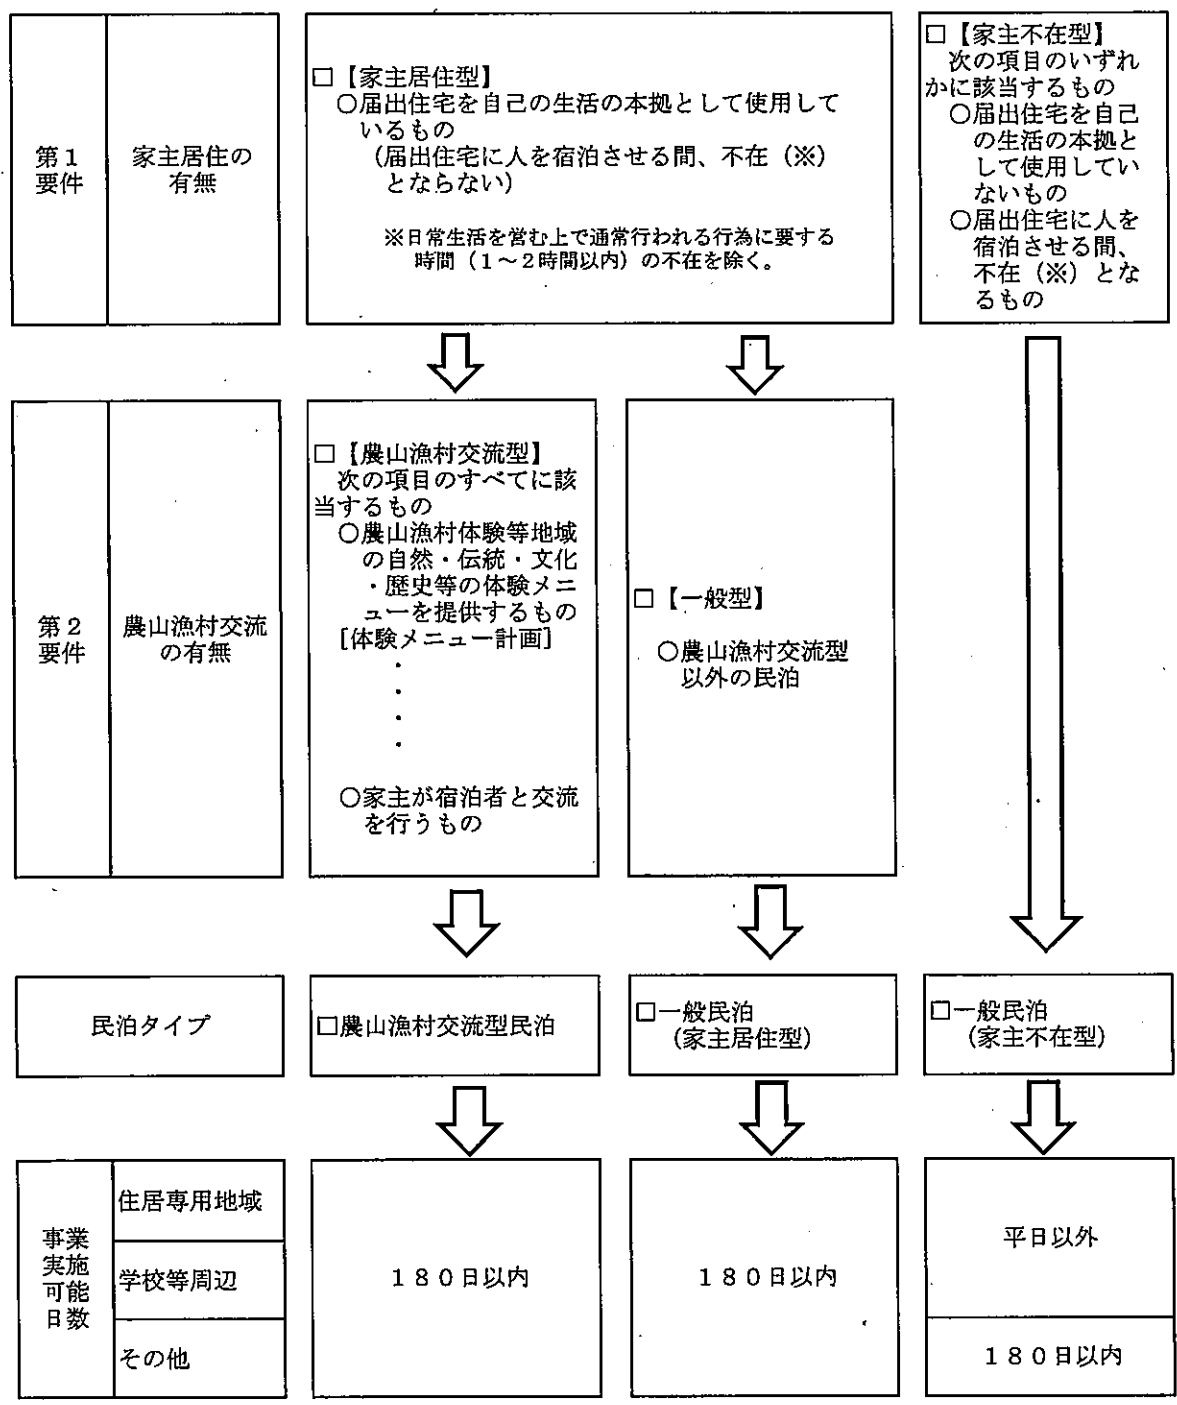 第１
要件
家主居住の
有無
□【家主居住型】
○届出住宅を自己の生活の本拠として使用して
いるもの
（届出住宅に人を宿泊させる間、不在（※）
とならない）
※日常生活を営む上で通常行われる行為に要する
時間（１～２時間以内）の不在を除く。
□【家主不在型】
次の項目のいずれ
かに該当するもの
○届出住宅を自己
の生活の本拠と
して使用してい
ないもの
○届出住宅に人を
宿泊させる間、
不在（※）とな
るもの
第２
要件
農山漁村交流
の有無
□【農山漁村交流型】
次の項目のすべてに該
当するもの
○農山漁村体験等地域
の自然・伝統・文化
・歴史等の体験メニ
ューを提供するもの
[体験メニュー計画]
・
・
・
・
○家主が宿泊者と交流
を行うもの
□【一般型】
○農山漁村交流型
以外の民泊
民泊タイプ
□農山漁村交流型民泊
□一般民泊
（家主居住型）
□一般民泊
（家主不在型）
事業
実施
可能
日数
住居専用地域
学校等周辺
その他
１８０日以内
１８０日以内
平日以外
１８０日以内